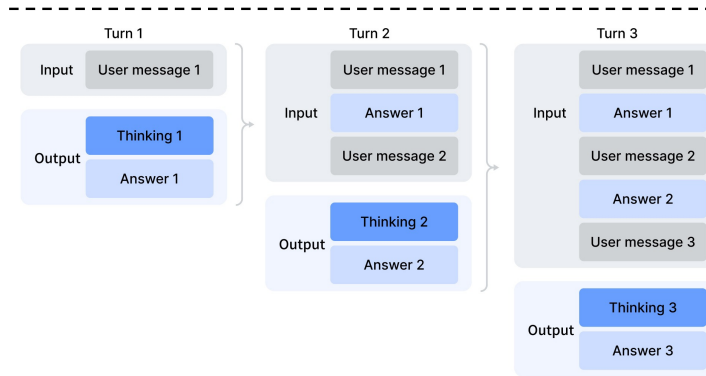 Turn 1
Turn 2
Turn 3
Input
User message 1
Output
Thinking 1
Answer 1
Input
User message 1
Answer 1
User message 2
Output
Thinking 2
Answer 2
Input
User message 1
Answer 1
User message 2
Answer 2
User message 3
Output
Thinking 3
Answer 3